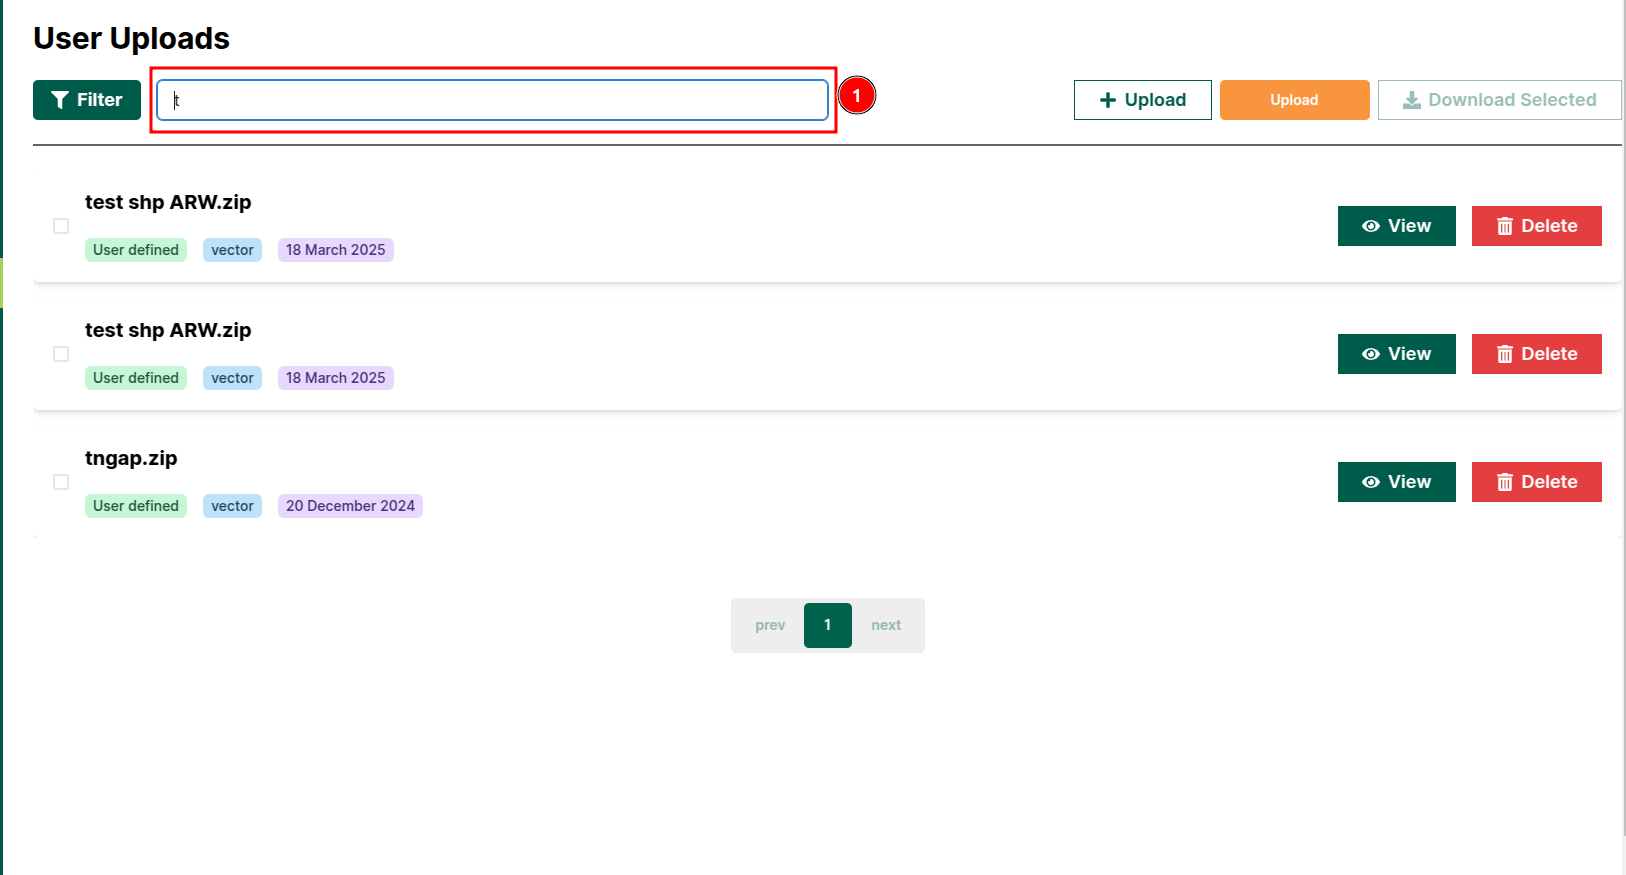 User Uploads
Filter
t
1
Upload
Upload
Download Selected
test shp ARW.zip
User defined vector 18 March 2025
View Delete
test shp ARW.zip
User defined vector 18 March 2025
View Delete
tngap.zip
User defined vector 20 December 2024
View Delete
prev 1 next